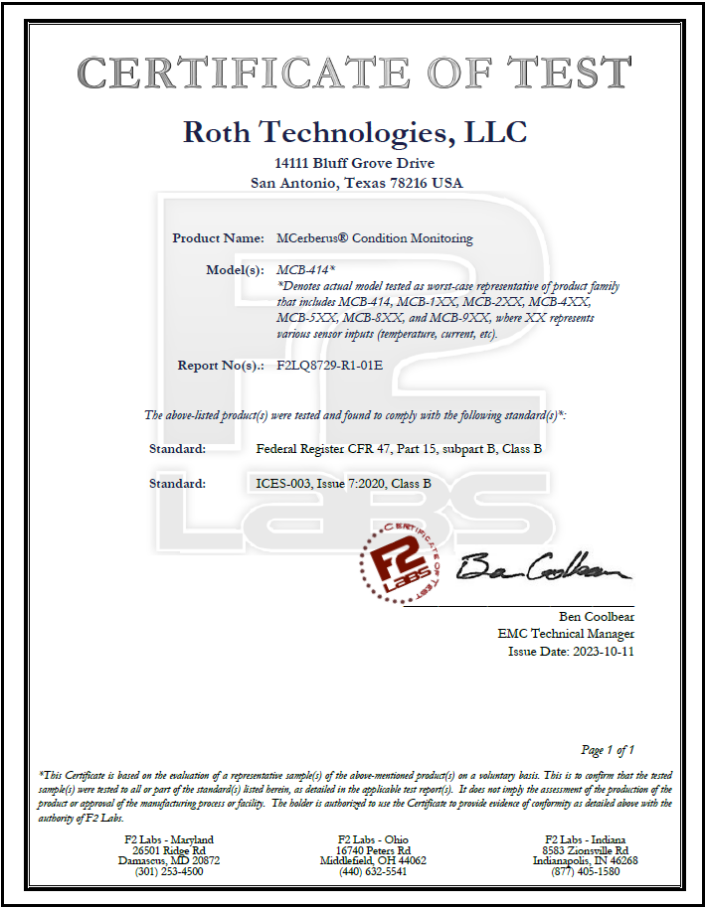 CERTIFICATE OF TEST
Roth Technologies, LLC
14111 Bluff Grove Drive
San Antonio, Texas 78216 USA
Product Name: MCerberus® Condition Monitoring
Model(s): MCB-414*
*Denotes actual model tested as worst-case representative of product family
that includes MCB-414, MCB-1XX, MCB-2XX, MCB-4XX,
MCB-5XX, MCB-8XX, and MCB-9XX, where XX represents
various sensor inputs (temperature, current, etc).
Report No(s).: F2LQ8729-R1-01E
The above-listed product(s) were tested and found to comply with the following standard(s)*:
Standard: Federal Register CFR 47, Part 15, subpart B, Class B
Standard: ICES-003, Issue 7:2020, Class B
F2
LABS
CERTIFICATE OF TEST
F2
LABS
Ben Coolbear
Ben Coolbear
EMC Technical Manager
Issue Date: 2023-10-11
Page 1 of 1
*This Certificate is based on the evaluation of a representative sample(s) of the above-mentioned product(s) on a voluntary basis. This is to confirm that the tested
sample(s) were tested to all or part of the standard(s) listed herein, as detailed in the applicable test report(s). It does not imply the assessment of the production of the
product or approval of the manufacturing process or facility. The holder is authorized to use the Certificate to provide evidence of conformity as detailed above with the
authority of F2 Labs.
F2 Labs - Maryland
26501 Ridge Rd
Damascus, MD 20872
(301) 253-4500
F2 Labs - Ohio
16740 Peters Rd
Middlefield, OH 44062
(440) 632-5541
F2 Labs - Indiana
8583 Zionsville Rd
Indianapolis, IN 46268
(877) 405-1580